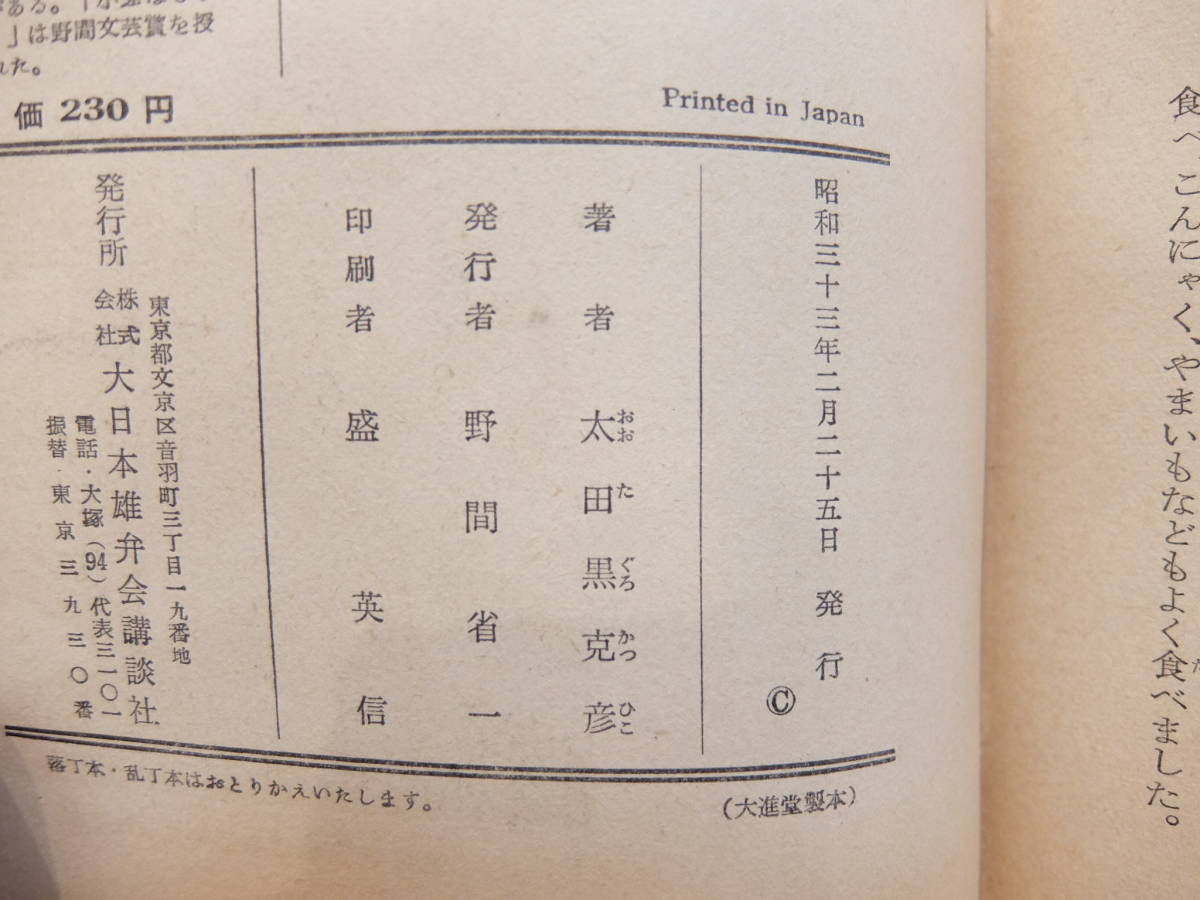 」は野間文芸賞を授
れた。
価 230 円
Printed in Japan
昭和三十三年二月二十五日 発行
©
著者 太田黒克彦
おおたぐろかつひこ
発行者 野間省一
印刷者 盛英信
東京都文京区音羽町三丁目一九番地
発行所 株式会社 大日本雄弁会講談社
電話・大塚(94)代表三一〇一
振替・東京三九三〇番
落丁本・乱丁本はおとりかえいたします。
(大進堂製本)
食べ こんにゃく、やまいもなどもよく食べました。